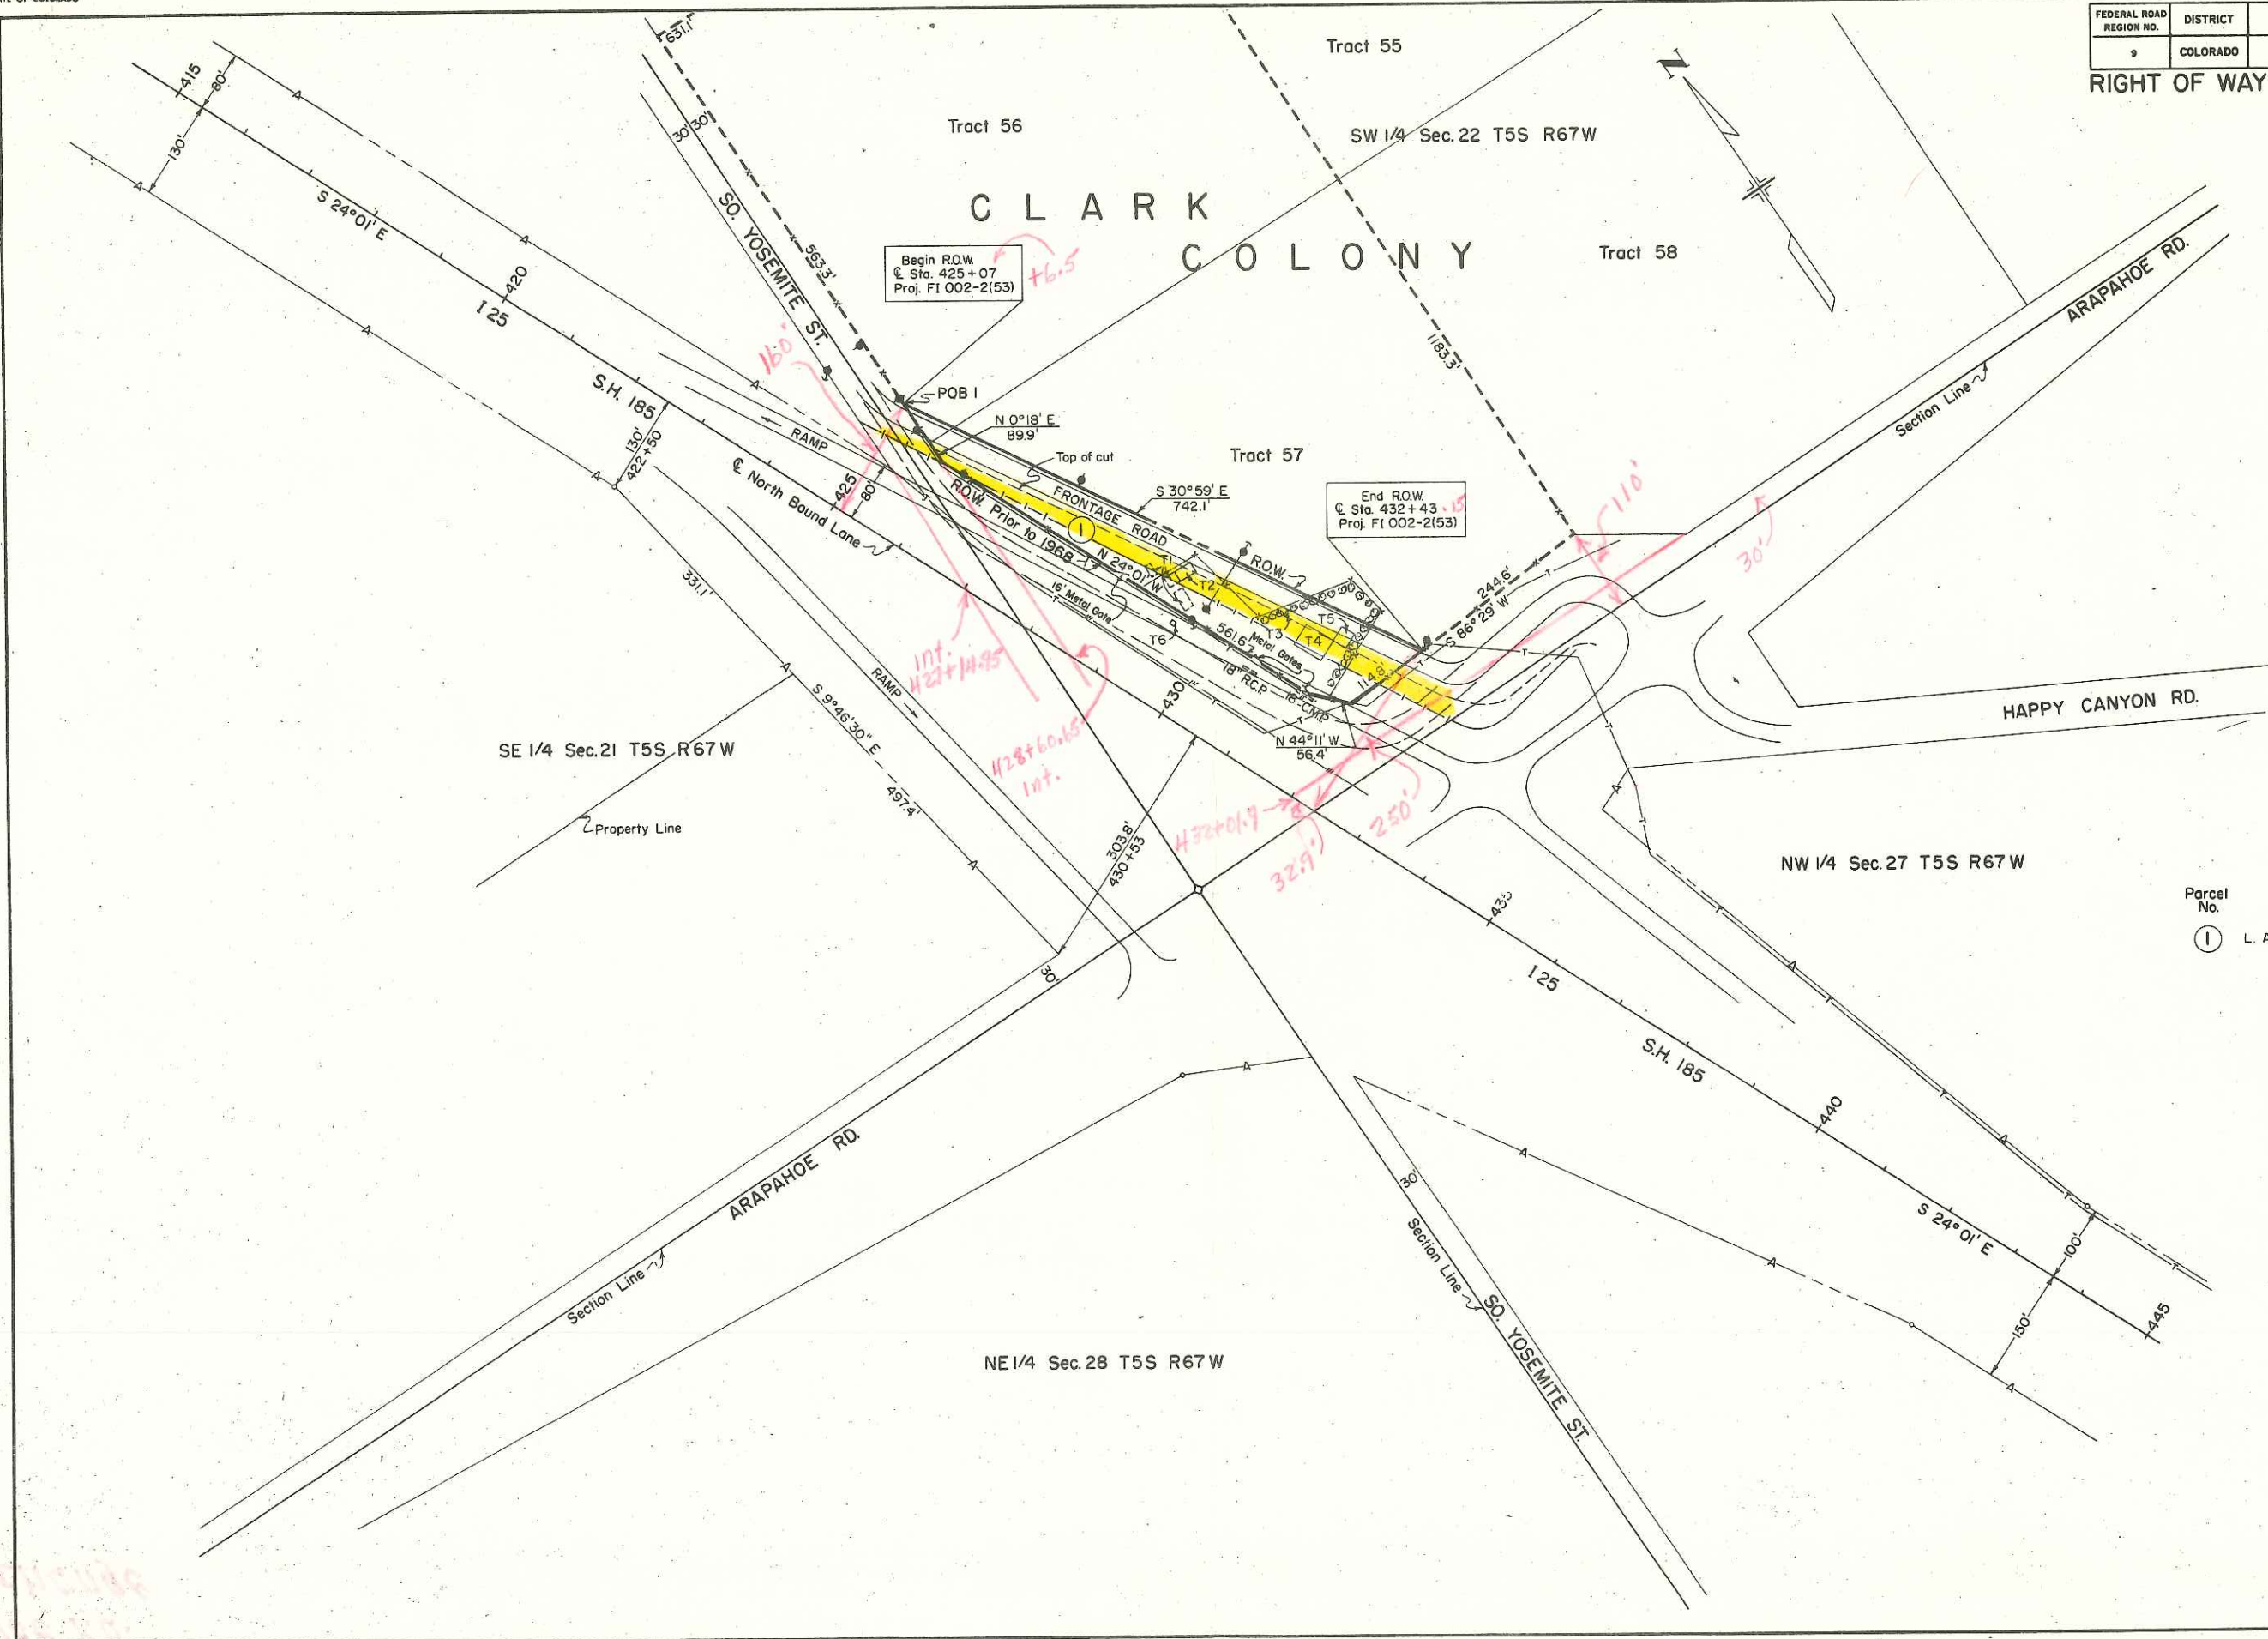 FEDERAL ROAD
REGION NO.
DISTRICT
9
COLORADO
RIGHT OF WAY
631.1'
Tract 55
Tract 56
SW 1/4 Sec. 22 T5S R67W
N
415
80'
130'
30' 30'
S 24°01' E
SO. YOSEMITE ST.
563.3'
CLARK
COLONY
Tract 58
Begin R.O.W.
℄ Sta. 425+07
Proj. FI 002-2(53)
+6.5
ARAPAHOE RD.
420
I 25
160'
1183.3'
S.H. 185
POB 1
RAMP
N 0°18' E
89.9'
Section Line
130'
422+50
Top of cut
Tract 57
℄ North Bound Lane
425
80'
R.O.W. Prior to 1968
FRONTAGE ROAD
S 30°59' E
742.1'
End R.O.W.
℄ Sta. 432+43
.15
Proj. FI 002-2(53)
110'
1
N 24°01' W
T1
T2
R.O.W.
30'
331.1'
16' Metal Gate
T6
561.6'
T3
T5
T4
Metal Gates
244.6'
S 86°29' W
18" R.C.P.
18" C.M.P.
114.8'
int.
427+14.95
RAMP
430
428+60.65
int.
N 44°11' W
56.4'
HAPPY CANYON RD.
SE 1/4 Sec. 21 T5S R67W
S 9°46'30" E
497.4'
Property Line
303.8'
430+53
432+01.9
250'
32.9'
NW 1/4 Sec. 27 T5S R67W
435
Parcel
No.
1
L. A
30'
I 25
S.H. 185
440
ARAPAHOE RD.
30'
S 24°01' E
100'
Section Line
Section Line
SO. YOSEMITE ST.
150'
445
NE 1/4 Sec. 28 T5S R67W